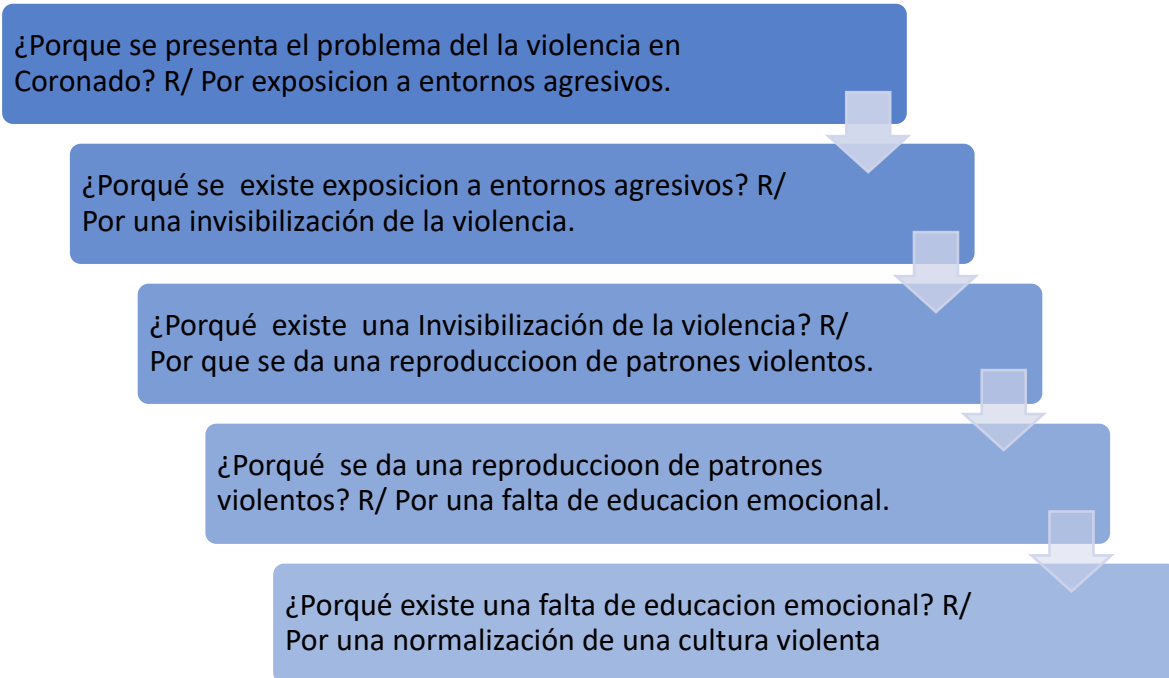 ¿Porque se presenta el problema del la violencia en
Coronado? R/ Por exposicion a entornos agresivos.
¿Porqué se  existe exposicion a entornos agresivos? R/
Por una invisibilización de la violencia.
¿Porqué  existe  una Invisibilización de la violencia? R/
Por que se da una reproduccioon de patrones violentos.
¿Porqué  se da una reproduccioon de patrones
violentos? R/ Por una falta de educacion emocional.
¿Porqué existe una falta de educacion emocional? R/
Por una normalización de una cultura violenta